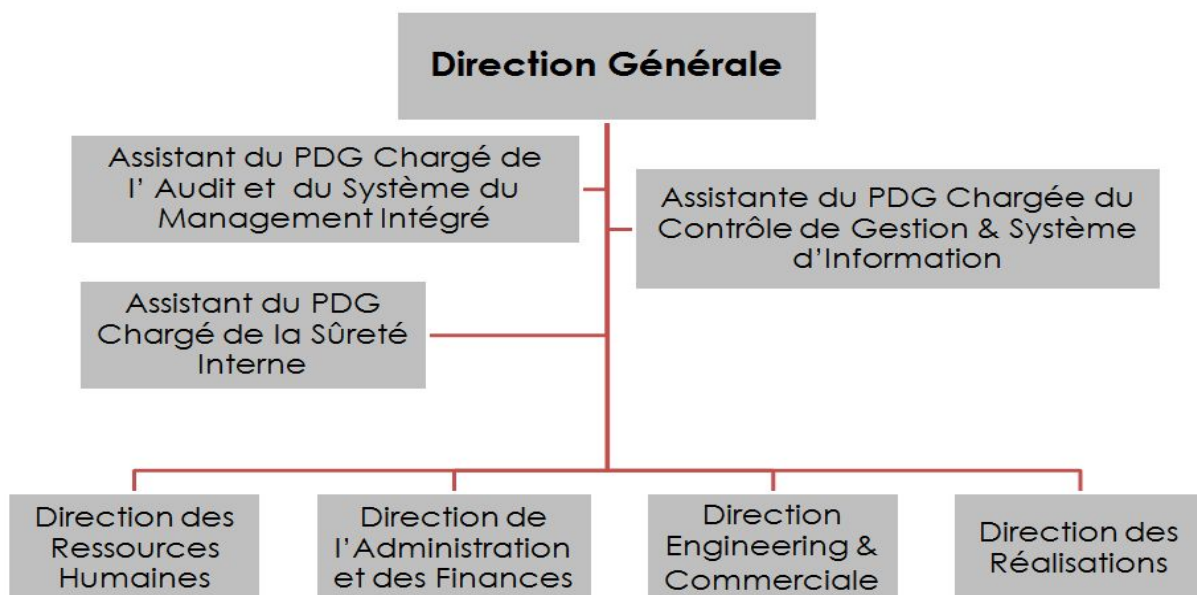 Direction Générale
Assistant du PDG Chargé de
l' Audit et du Système du
Management Intégré
Assistante du PDG Chargée du
Contrôle de Gestion & Système
d'Information
Assistant du PDG
Chargé de la Sûreté
Interne
Direction des
Ressources
Humaines
Direction de
l'Administration
et des Finances
Direction
Engineering &
Commerciale
Direction des
Réalisations